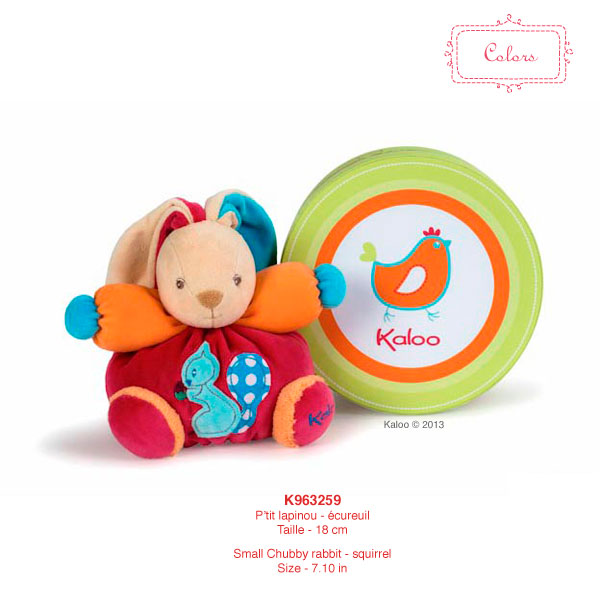 Colors
Kaloo
Kaloo
Kaloo © 2013
K963259
P'tit lapinou - écureuil
Taille - 18 cm
Small Chubby rabbit - squirrel
Size - 7.10 in